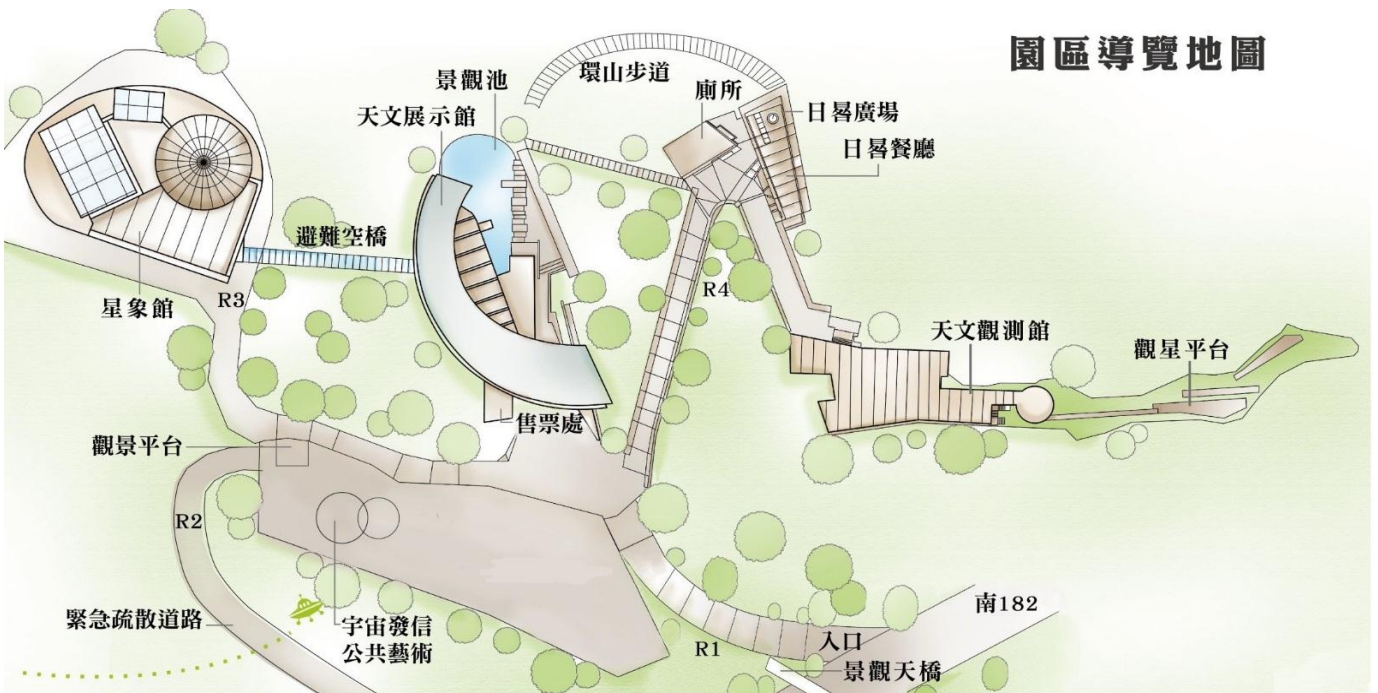 園區導覽地圖
環山步道
景觀池
廁所
天文展示館
日晷廣場
日晷餐廳
避難空橋
星象館
R3
R4
天文觀測館
觀星平台
售票處
觀景平台
R2
緊急疏散道路
宇宙發信
公共藝術
南182
入口
R1
景觀天橋